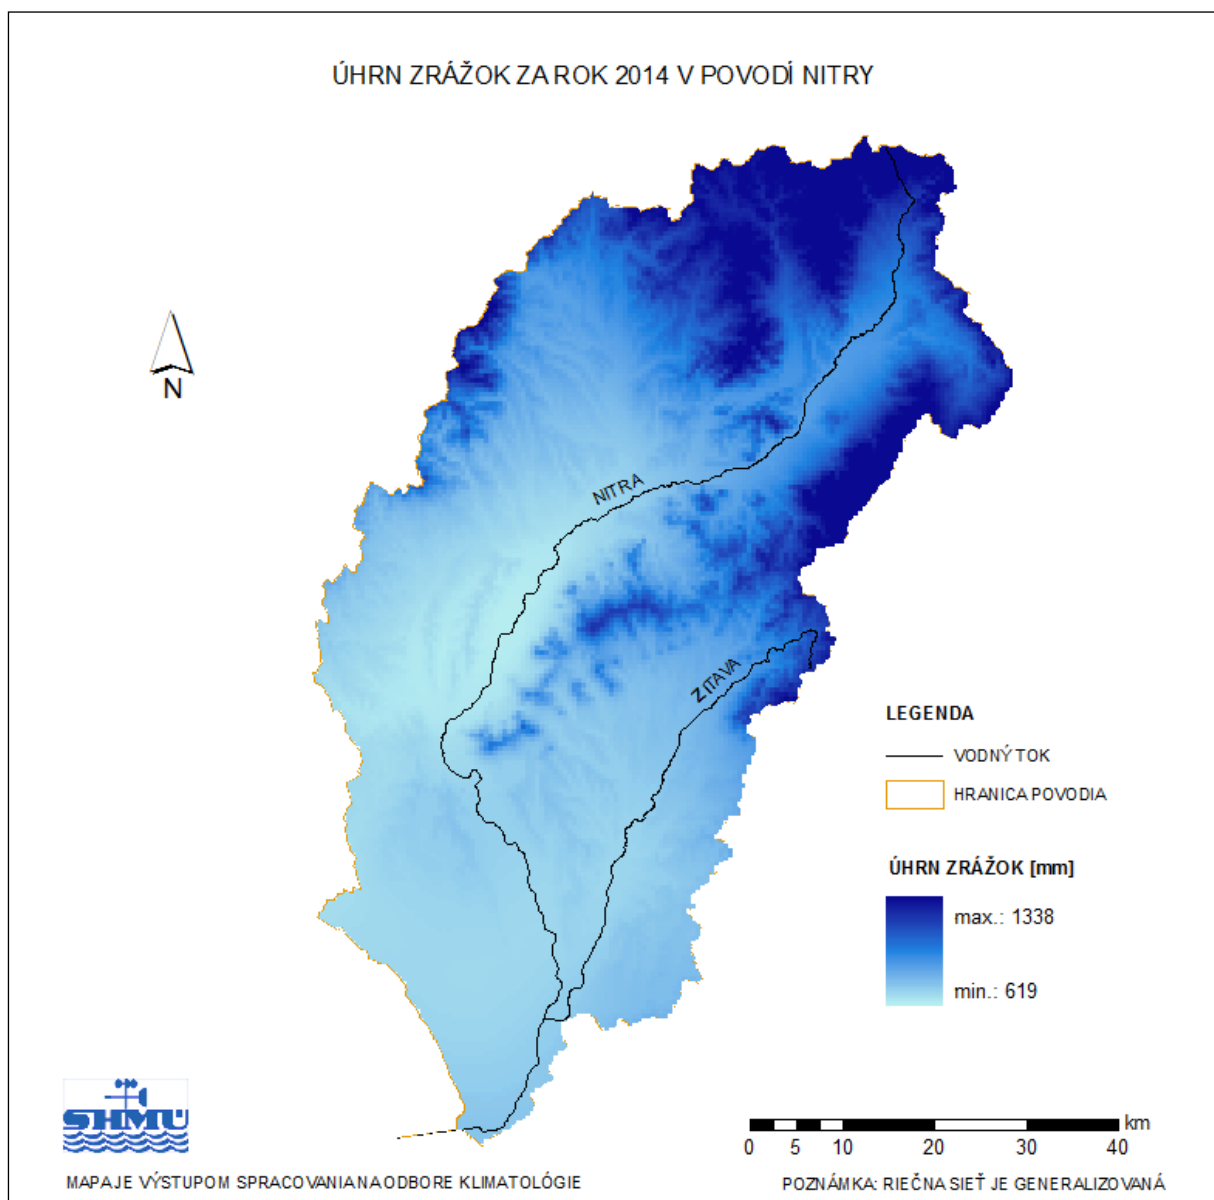 ÚHRN ZRÁŽOK ZA ROK 2014 V POVODÍ NITRY
N
NITRA
ZITAVA
LEGENDA
VODNÝ TOK
HRANICA POVODIA
ÚHRN ZRÁŽOK [mm]
max.: 1338
min.: 619
SHMÚ
km
0 5 10 20 30 40
MAPA JE VÝSTUPOM SPRACOVANIA NA ODBORE KLIMATOLÓGIE
POZNÁMKA: RIEČNA SIEŤ JE GENERALIZOVANÁ